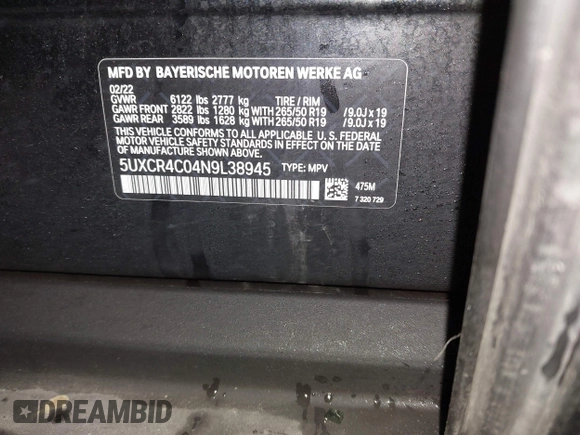 MFD BY BAYERISCHE MOTOREN WERKE AG
02/22
GVWR 6122 lbs 2777 kg TIRE / RIM
GAWR FRONT 2822 lbs 1280 kg WITH 265/50 R19 /9.0J x 19
GAWR REAR 3589 lbs 1628 kg WITH 265/50 R19 /9.0J x 19
THIS VEHICLE CONFORMS TO ALL APPLICABLE U. S. FEDERAL
MOTOR VEHICLE SAFETY STANDARDS IN EFFECT ON THE DATE
OF MANUFACTURE SHOWN ABOVE.
5UXCR4C04N9L38945 TYPE: MPV
475M
7 320 729
DREAMBID